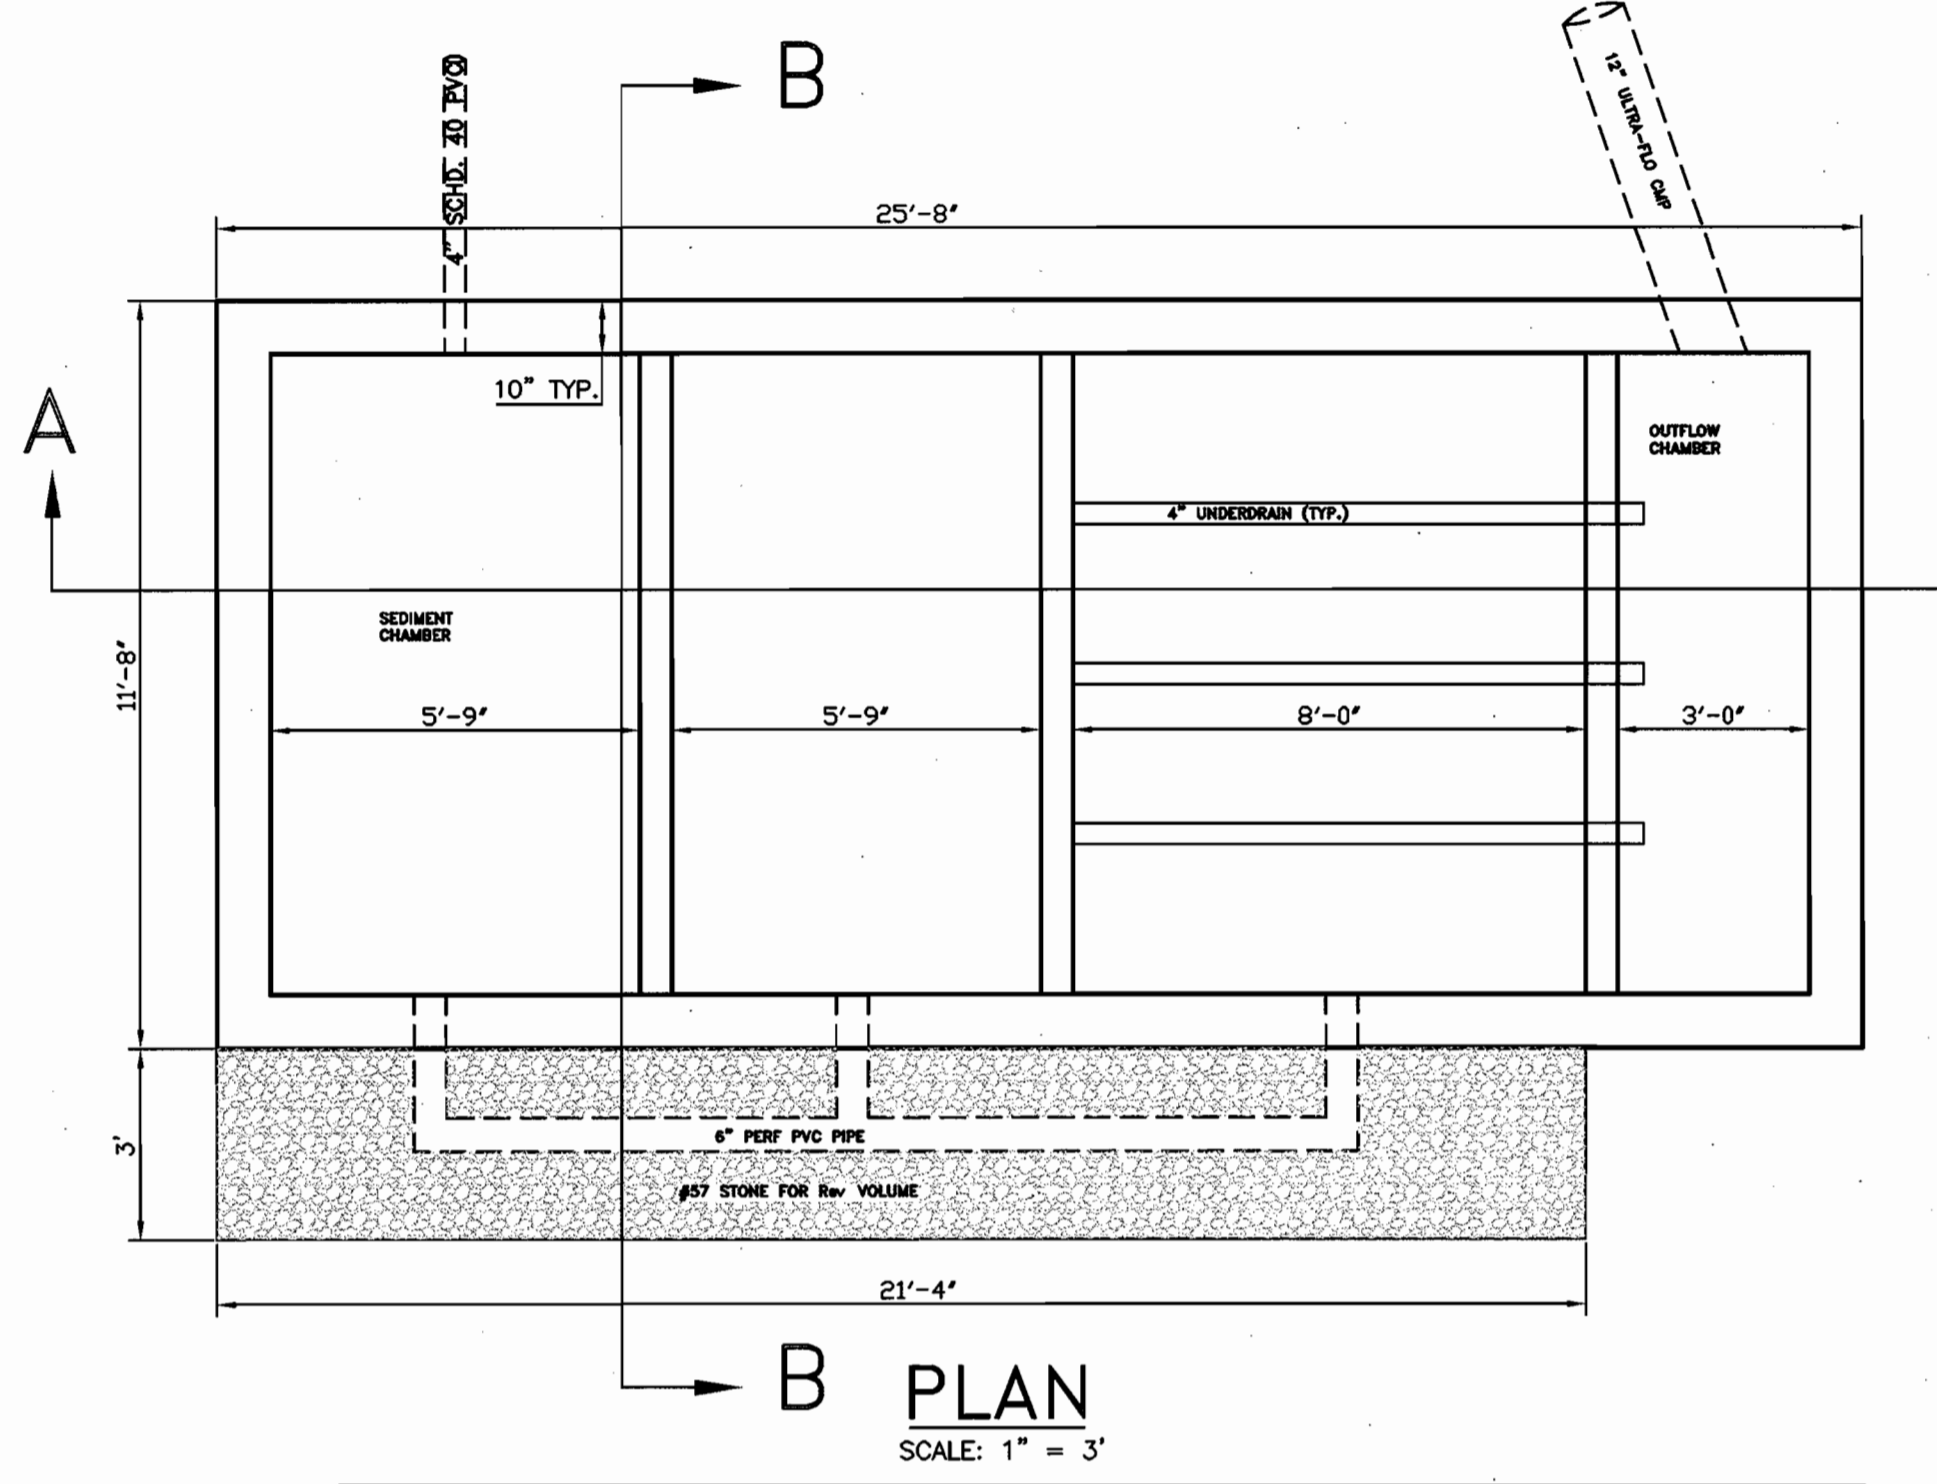 B
4" SCHD. 40 PVC
12" ULTRA-FLO CMP
25'-8"
10" TYP.
A
OUTFLOW
CHAMBER
4" UNDERDRAIN (TYP.)
SEDIMENT
CHAMBER
11'-8"
5'-9"
5'-9"
8'-0"
3'-0"
3'
6" PERF PVC PIPE
#57 STONE FOR Rev VOLUME
21'-4"
B
PLAN
SCALE: 1" = 3'